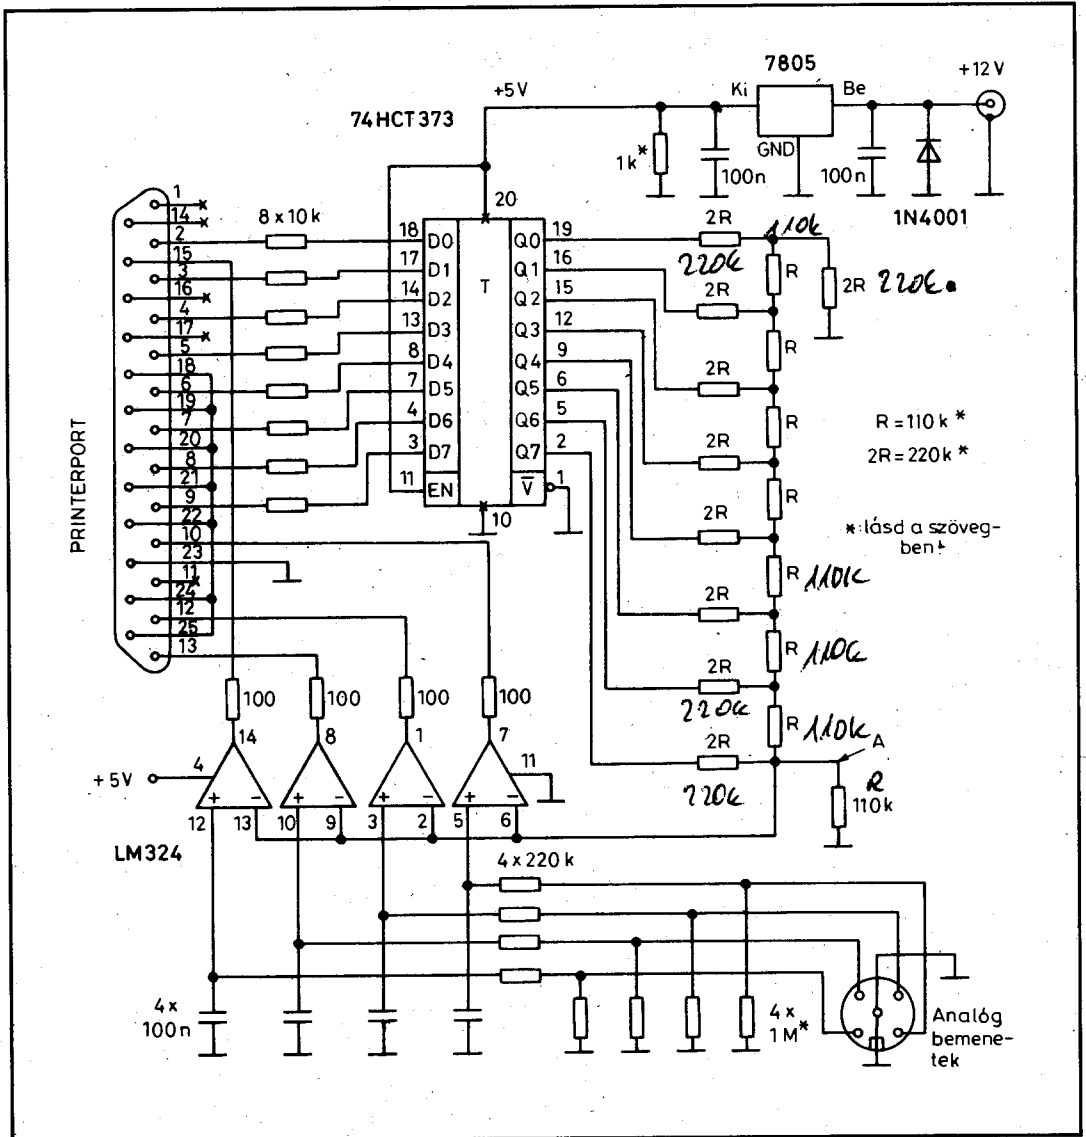 7805
+12V
+5V
Ki
Be
74HCT373
GND
1k*
100n
100n
1N4001
PRINTERPORT
1
14
2
15
3
16
4
17
5
18
6
19
7
20
8
21
9
22
10
23
11
24
12
25
13
8x10k
20
18 D0
17 D1
14 D2
13 D3
8 D4
7 D5
4 D6
3 D7
11 EN
T
10
Q0 19
Q1 16
Q2 15
Q3 12
Q4 9
Q5 6
Q6 5
Q7 2
V 1
2R
220k
110k
R
2R
220k
2R
R
2R
R
2R
R
2R
R
2R
R 110k
2R
220k
R 110k
2R
220k
R 110k
R=110k*
2R=220k*
*:lásd a szöveg-
ben!
A
R
110k
100
100
100
100
14
8
1
7
+5V
4
11
+ -
+ -
+ -
+ -
12 13
10 9
3 2
5 6
LM324
4x220k
4x
100n
4x
1M*
Analóg
bemene-
tek